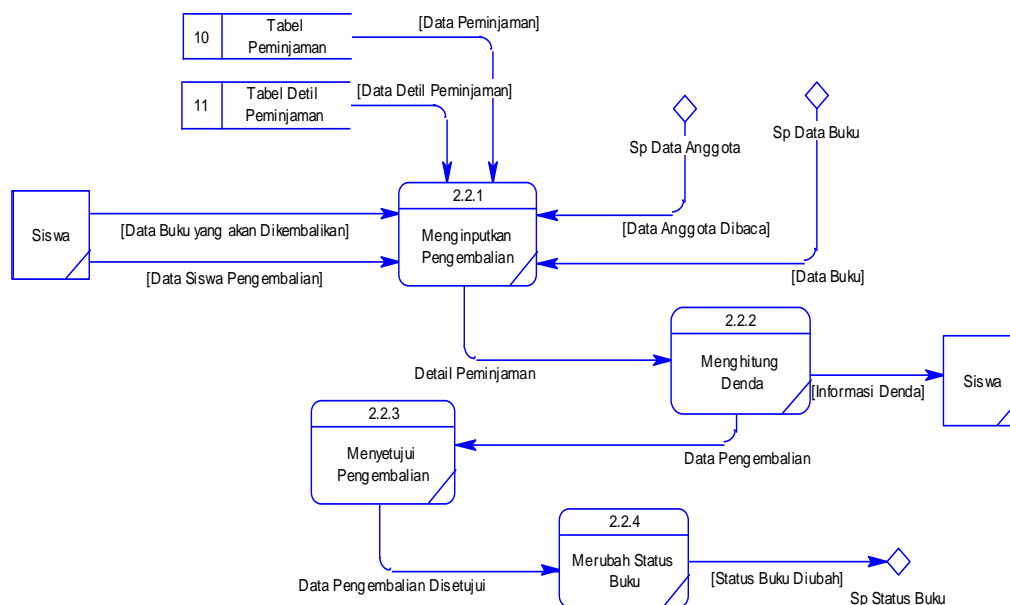 10
Tabel
Peminjaman
[Data Peminjaman]
11
Tabel Detil
Peminjaman
[Data Detil Peminjaman]
Sp Data Anggota
Sp Data Buku
Siswa
[Data Buku yang akan Dikembalikan]
[Data Siswa Pengembalian]
2.2.1
Menginputkan
Pengembalian
[Data Anggota Dibaca]
[Data Buku]
Detail Peminjaman
2.2.2
Menghitung
Denda
[Informasi Denda]
Siswa
Data Pengembalian
2.2.3
Menyetujui
Pengembalian
Data Pengembalian Disetujui
2.2.4
Merubah Status
Buku
[Status Buku Diubah]
Sp Status Buku